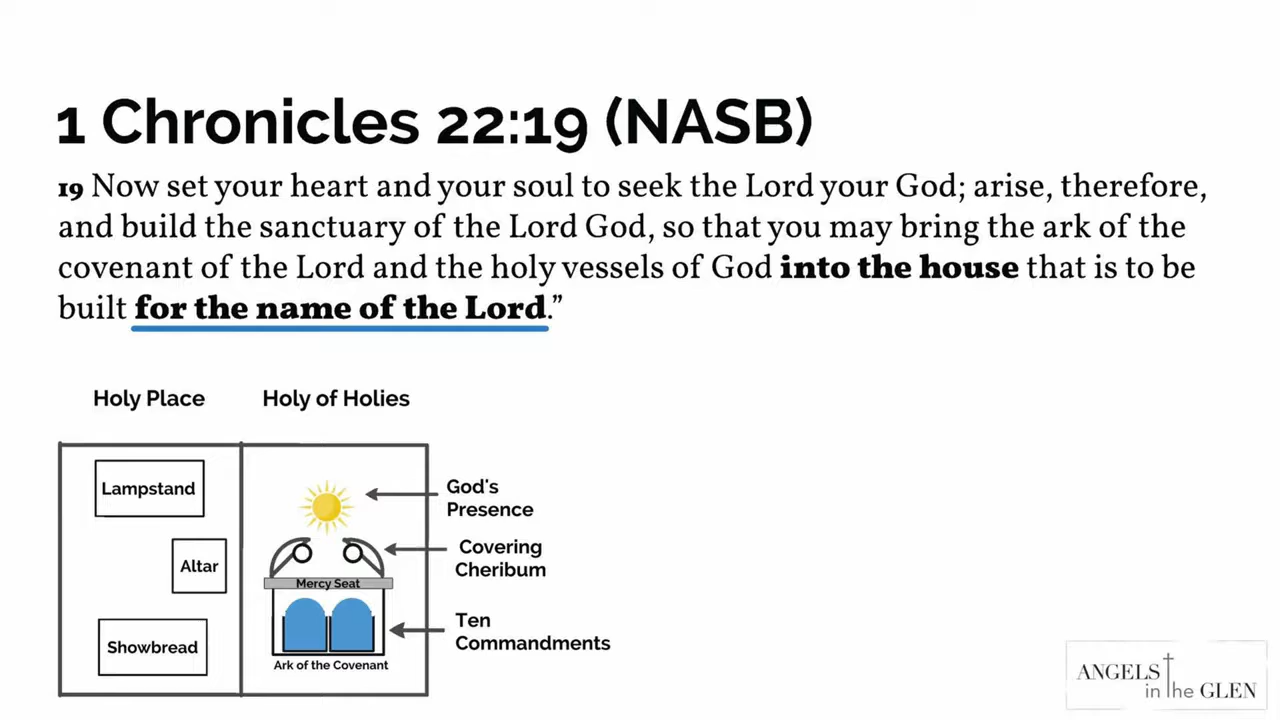 1 Chronicles 22:19 (NASB)
19 Now set your heart and your soul to seek the Lord your God; arise, therefore,
and build the sanctuary of the Lord God, so that you may bring the ark of the
covenant of the Lord and the holy vessels of God into the house that is to be
built for the name of the Lord.”
Holy Place
Holy of Holies
Lampstand
Altar
Showbread
God's
Presence
Covering
Cheribum
Mercy Seat
Ten
Commandments
Ark of the Covenant
ANGELS
in the GLEN